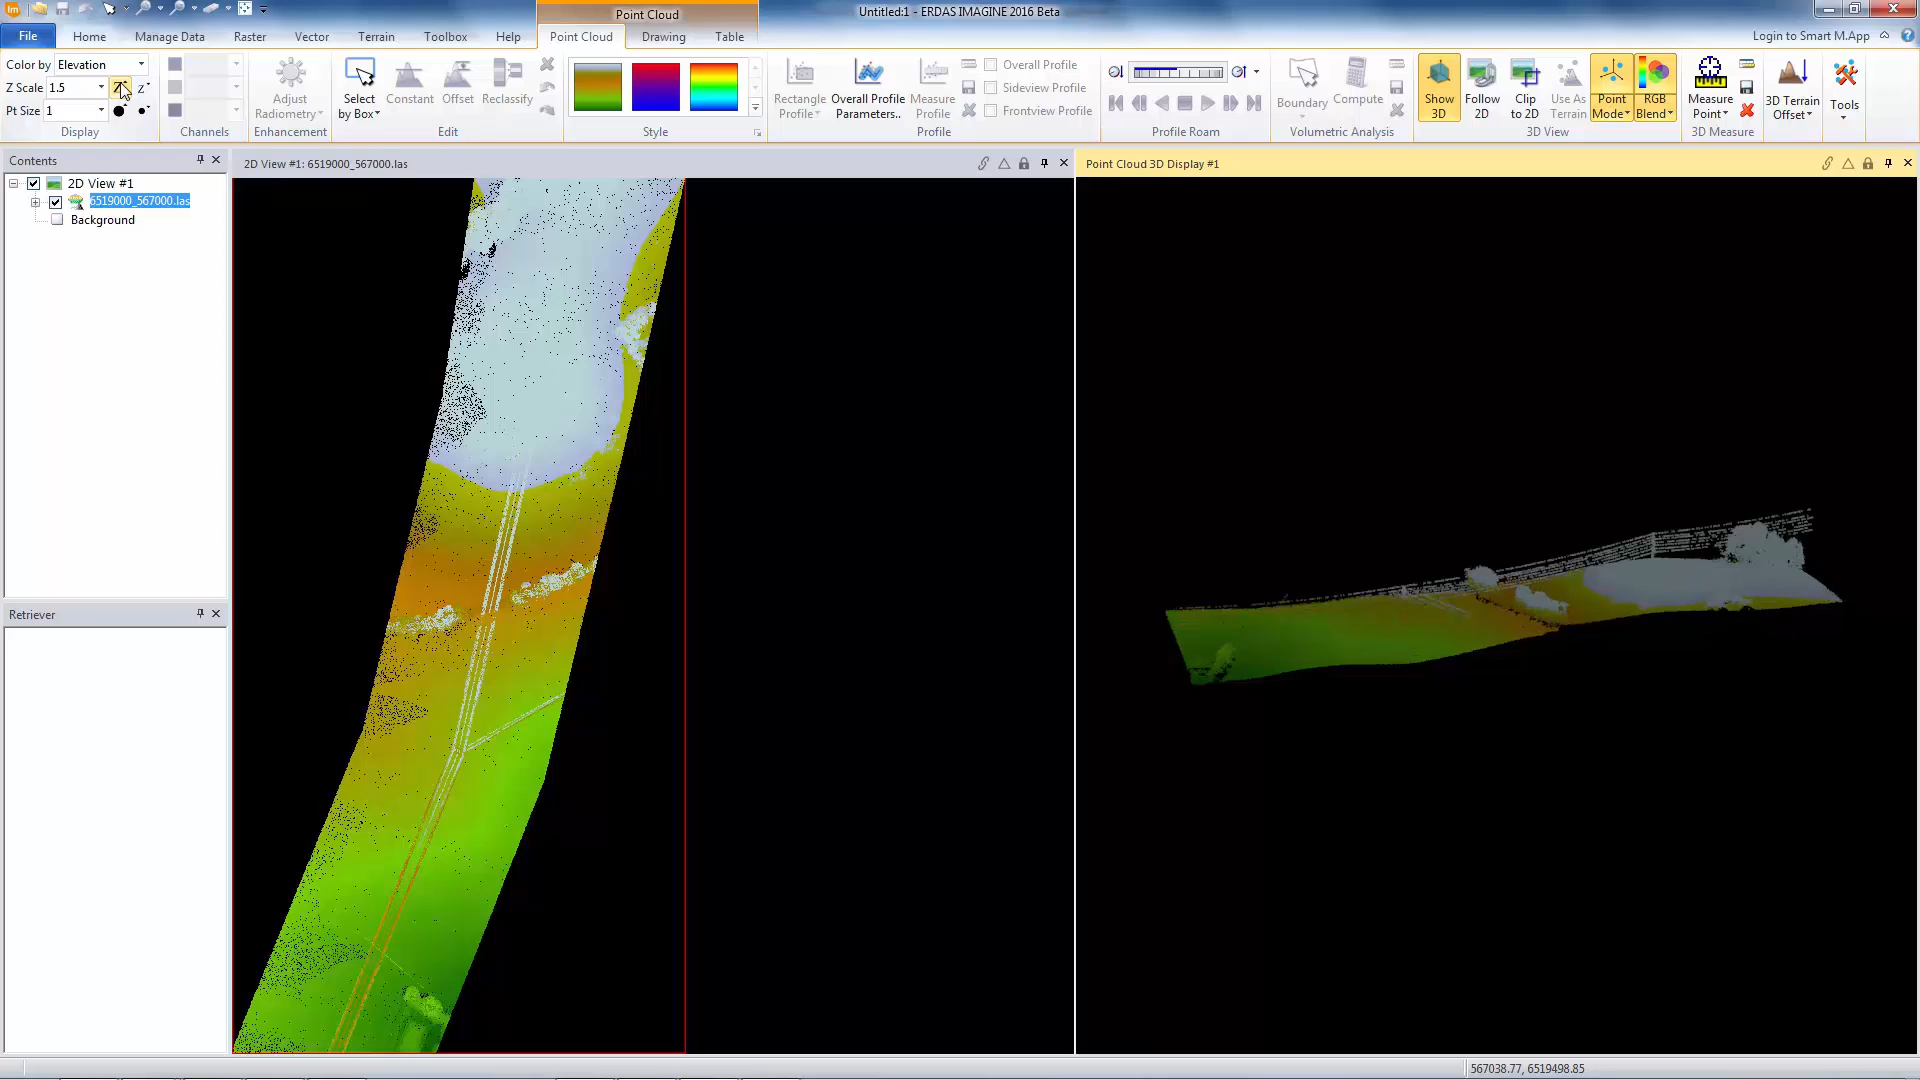 Point Cloud
Untitled:1 - ERDAS IMAGINE 2016 Beta
File Home Manage Data Raster Vector Terrain Toolbox Help Point Cloud Drawing Table Login to Smart M.App
Color by Elevation
Z Scale 1.5
Pt Size 1
Display
Channels
Adjust
Radiometry
Enhancement
Select
by Box
Constant
Offset
Reclassify
Edit
Style
Rectangle
Profile
Overall Profile
Parameters..
Measure
Profile
Overall Profile
Sideview Profile
Frontview Profile
Profile
Profile Roam
Boundary
Compute
Volumetric Analysis
Show
3D
Follow
2D
Clip
to 2D
Use As
Terrain
Point
Mode
RGB
Blend
3D View
Measure
Point
3D Measure
3D Terrain
Offset
Tools
Contents
2D View #1
6519000_567000.las
Background
Retriever
2D View #1: 6519000_567000.las
Point Cloud 3D Display #1
567038.77, 6519498.85